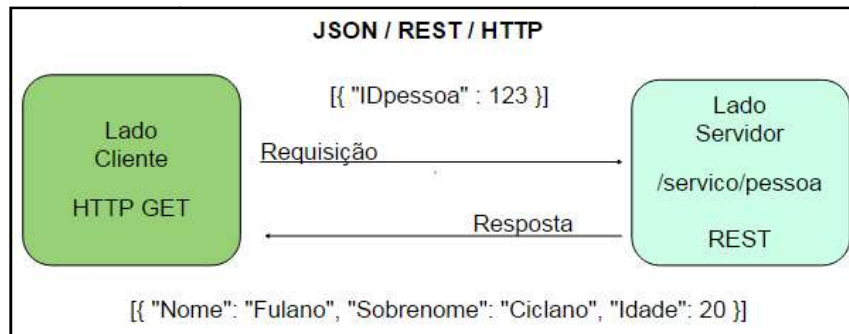 JSON / REST / HTTP
[{ "IDpessoa" : 123 }]
Lado
Cliente
HTTP GET
Requisição
Resposta
Lado
Servidor
/servico/pessoa
REST
[{ "Nome": "Fulano", "Sobrenome": "Ciclano", "Idade": 20 }]